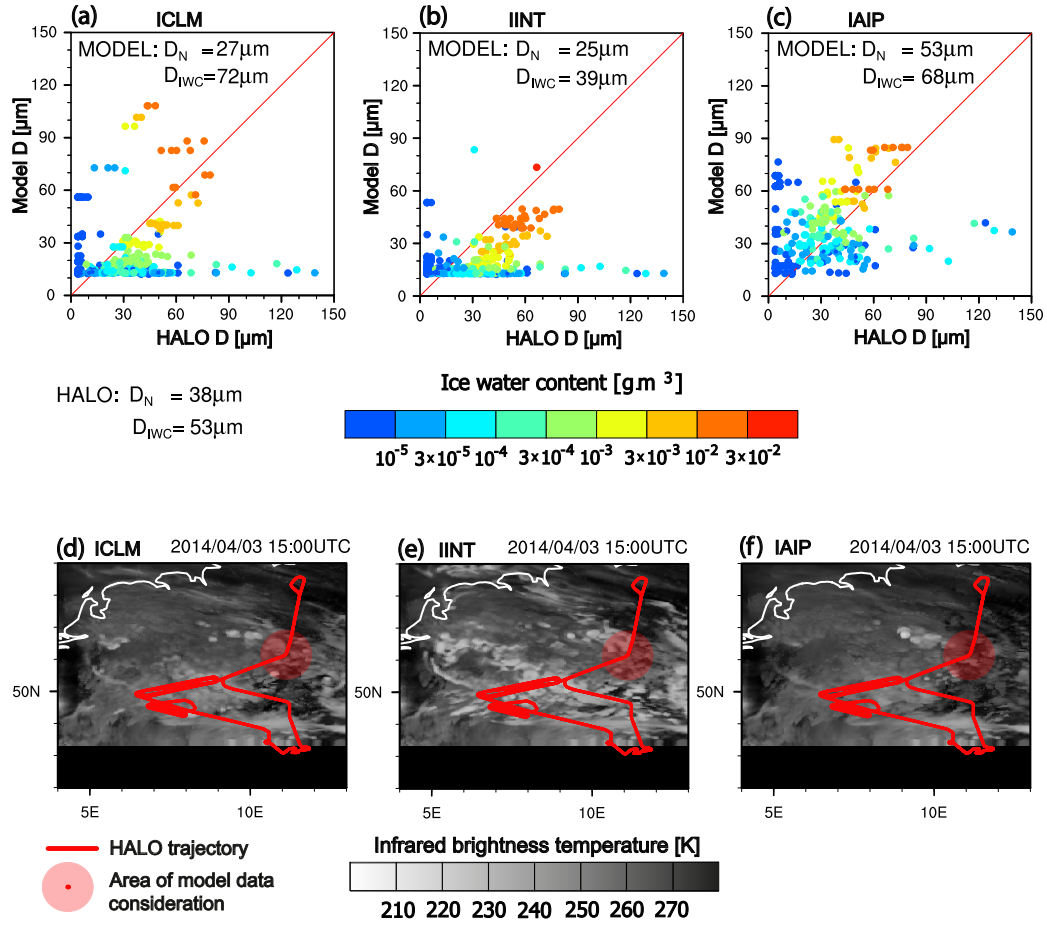 (a) ICLM
MODEL: D_N = 27μm
D_IWC=72μm
150
120
90
60
30
0
Model D [μm]
0 30 60 90 120 150
HALO D [μm]
(b) IINT
MODEL: D_N = 25μm
D_IWC=39μm
150
120
90
60
30
0
Model D [μm]
0 30 60 90 120 150
HALO D [μm]
(c) IAIP
MODEL: D_N = 53μm
D_IWC=68μm
150
120
90
60
30
0
Model D [μm]
0 30 60 90 120 150
HALO D [μm]
HALO: D_N = 38μm
D_IWC=53μm
Ice water content [g.m ³]
10⁻⁵ 3×10⁻⁵ 10⁻⁴ 3×10⁻⁴ 10⁻³ 3×10⁻³ 10⁻² 3×10⁻²
(d) ICLM 2014/04/03 15:00UTC
50N
5E 10E
(e) IINT 2014/04/03 15:00UTC
50N
5E 10E
(f) IAIP 2014/04/03 15:00UTC
50N
5E 10E
HALO trajectory
Area of model data
consideration
Infrared brightness temperature [K]
210 220 230 240 250 260 270